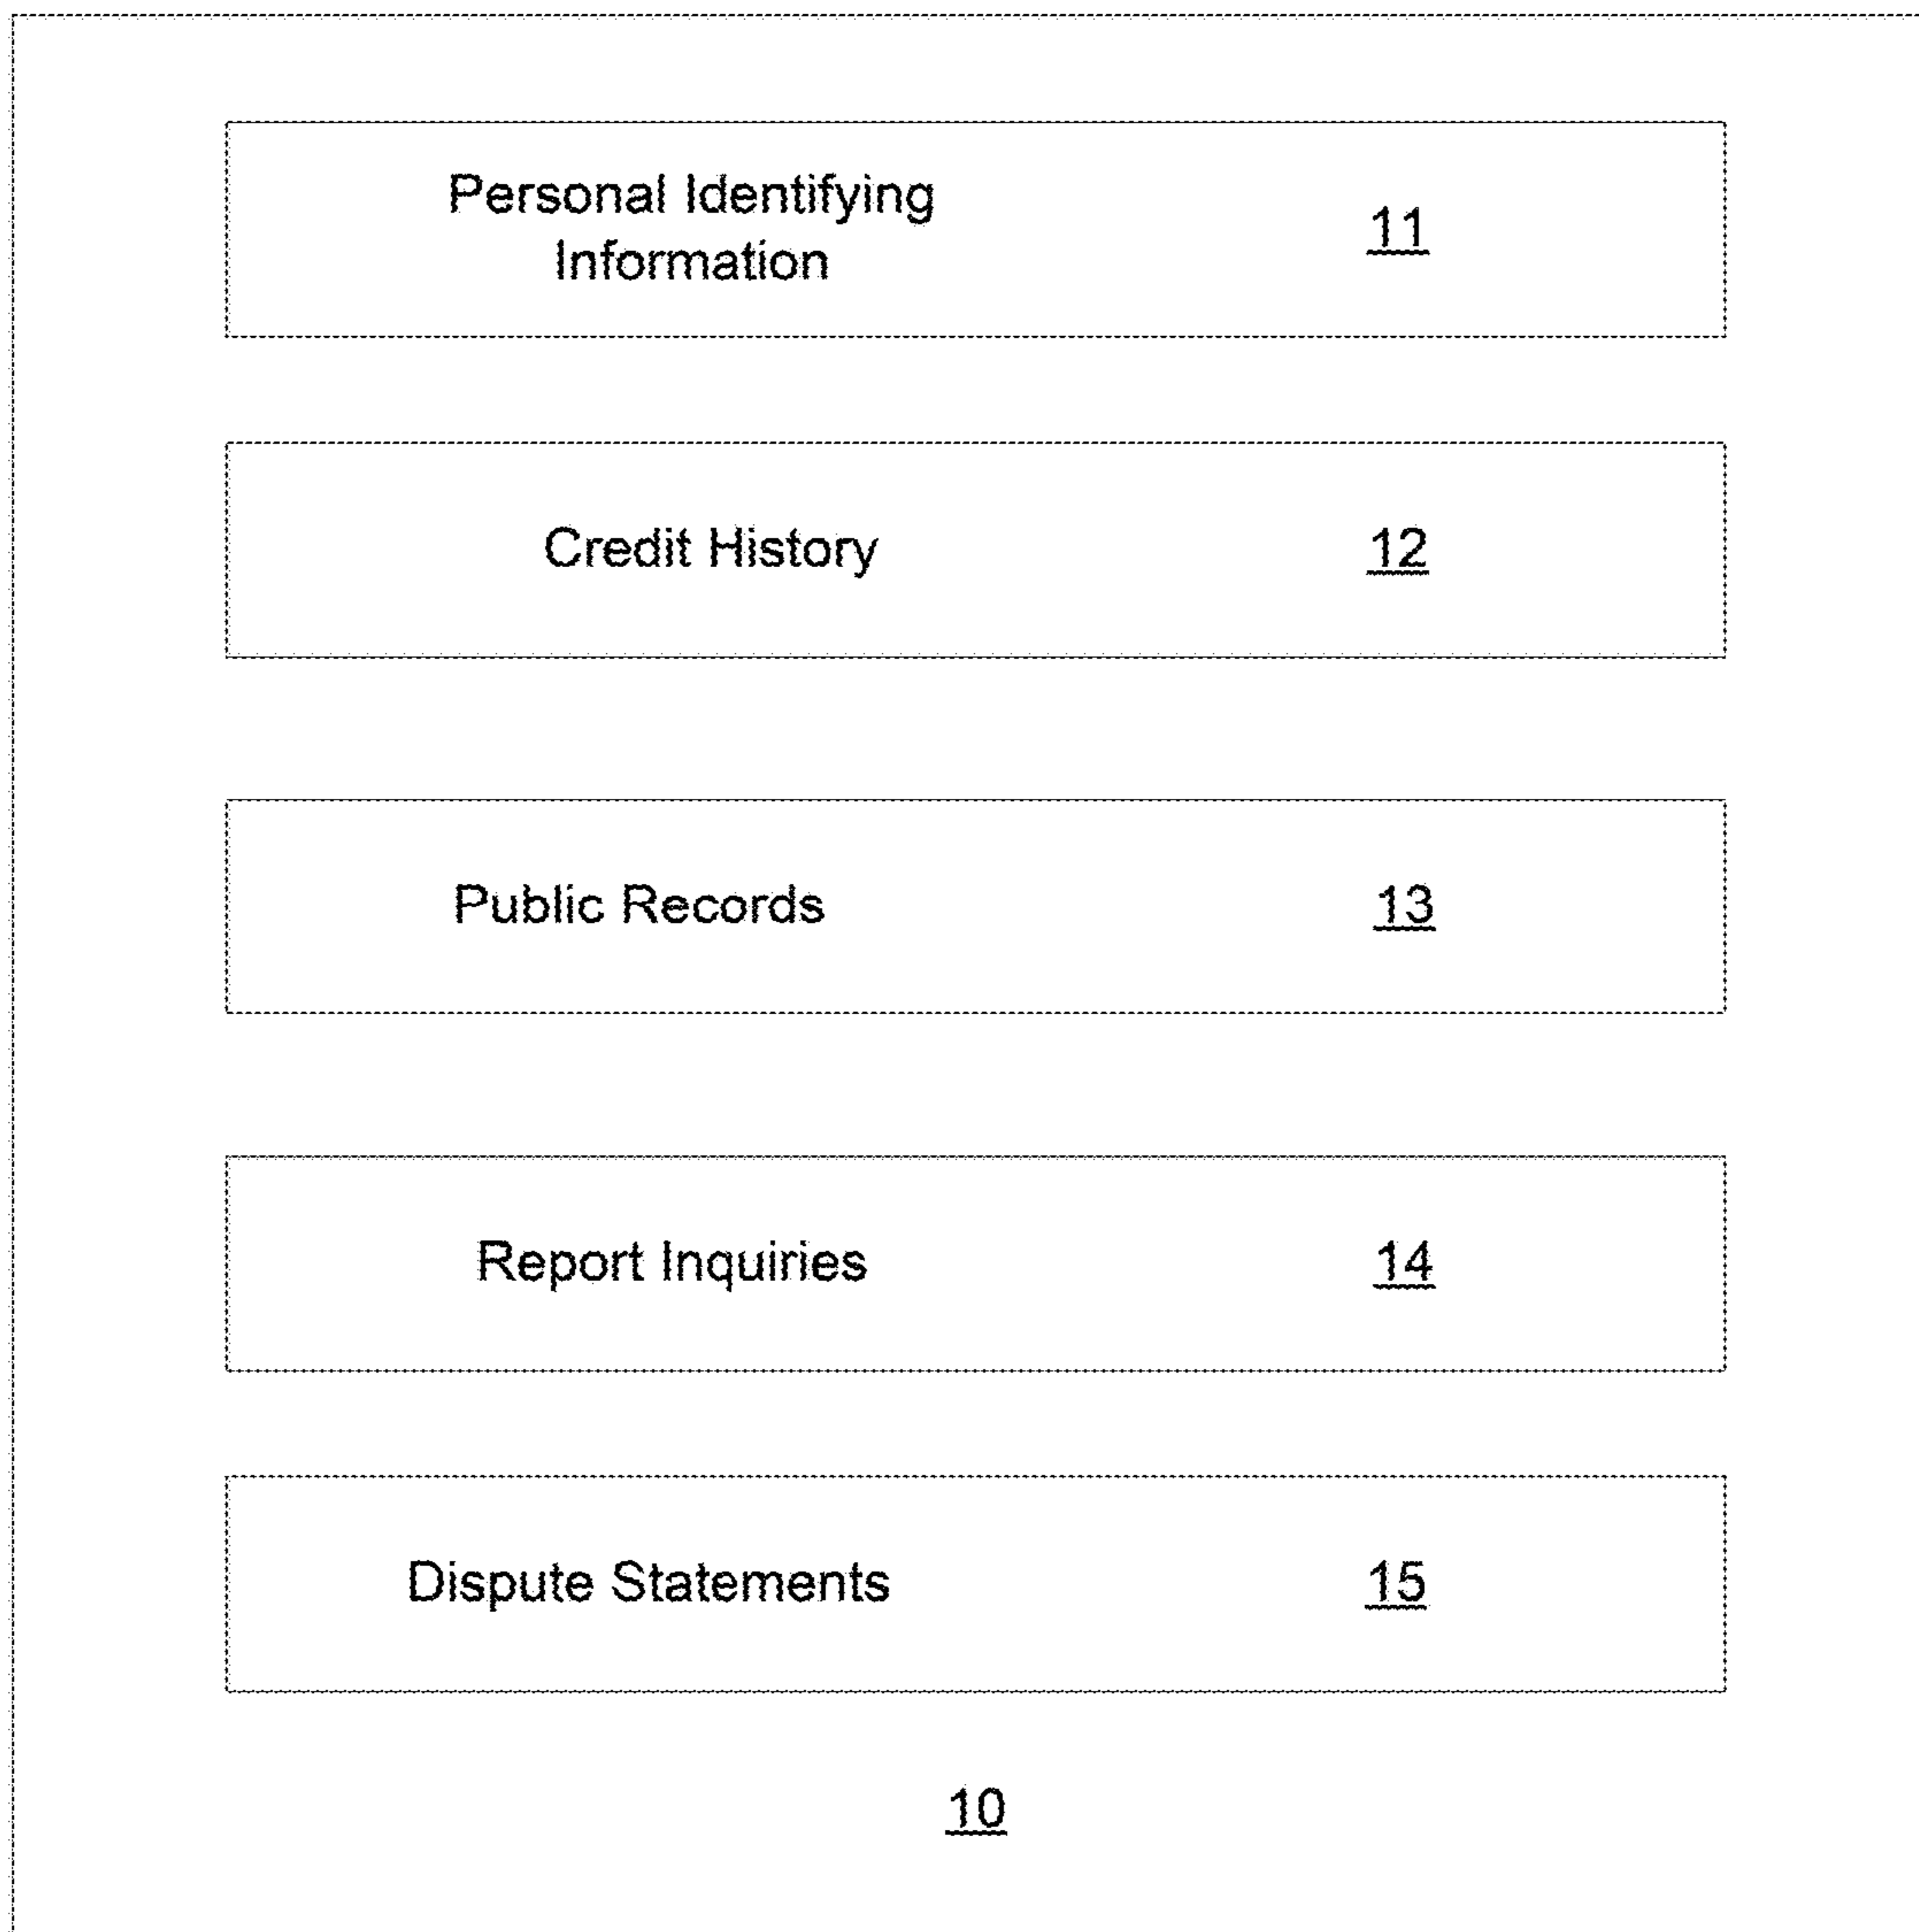 Personal Identifying
Information
11
Credit History
12
Public Records
13
Report Inquiries
14
Dispute Statements
15
10